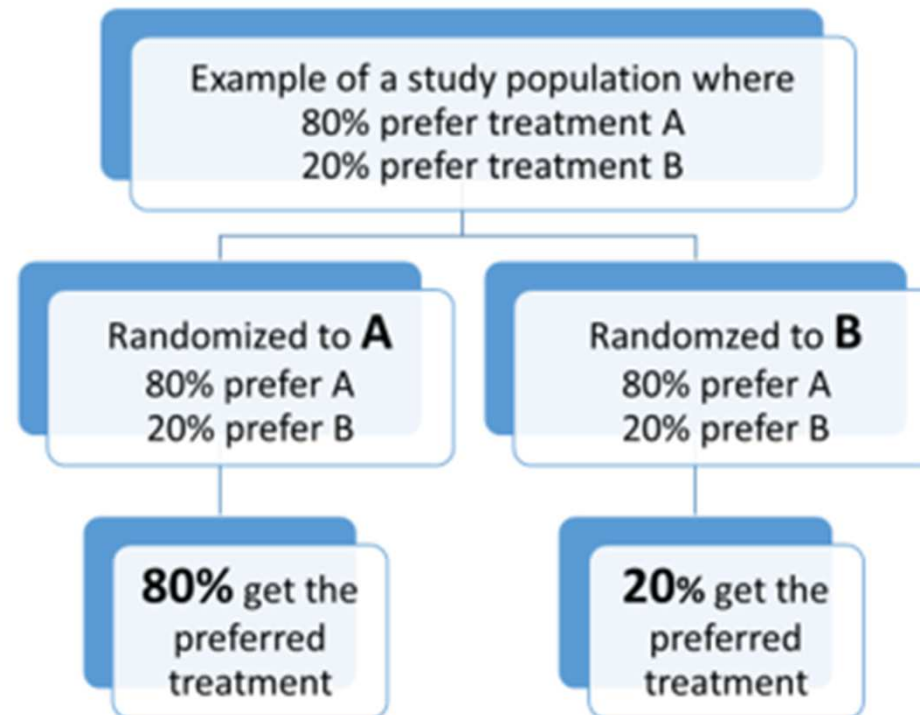 Example of a study population where
80% prefer treatment A
20% prefer treatment B
Randomized to A
80% prefer A
20% prefer B
Randomzed to B
80% prefer A
20% prefer B
80% get the
preferred
treatment
20% get the
preferred
treatment